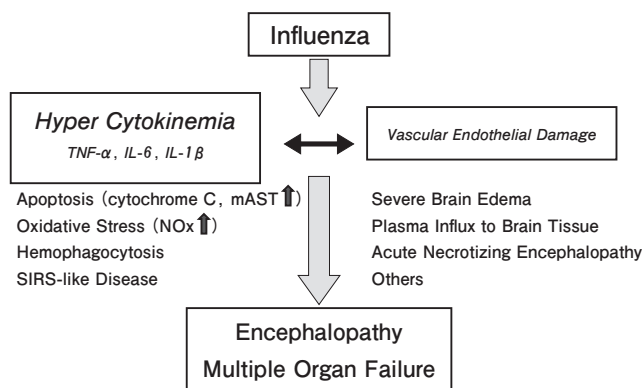 Influenza
Hyper Cytokinemia
TNF-α, IL-6, IL-1β
Vascular Endothelial Damage
Apoptosis (cytochrome C, mAST⬆)
Oxidative Stress (NOx⬆)
Hemophagocytosis
SIRS-like Disease
Severe Brain Edema
Plasma Influx to Brain Tissue
Acute Necrotizing Encephalopathy
Others
Encephalopathy
Multiple Organ Failure